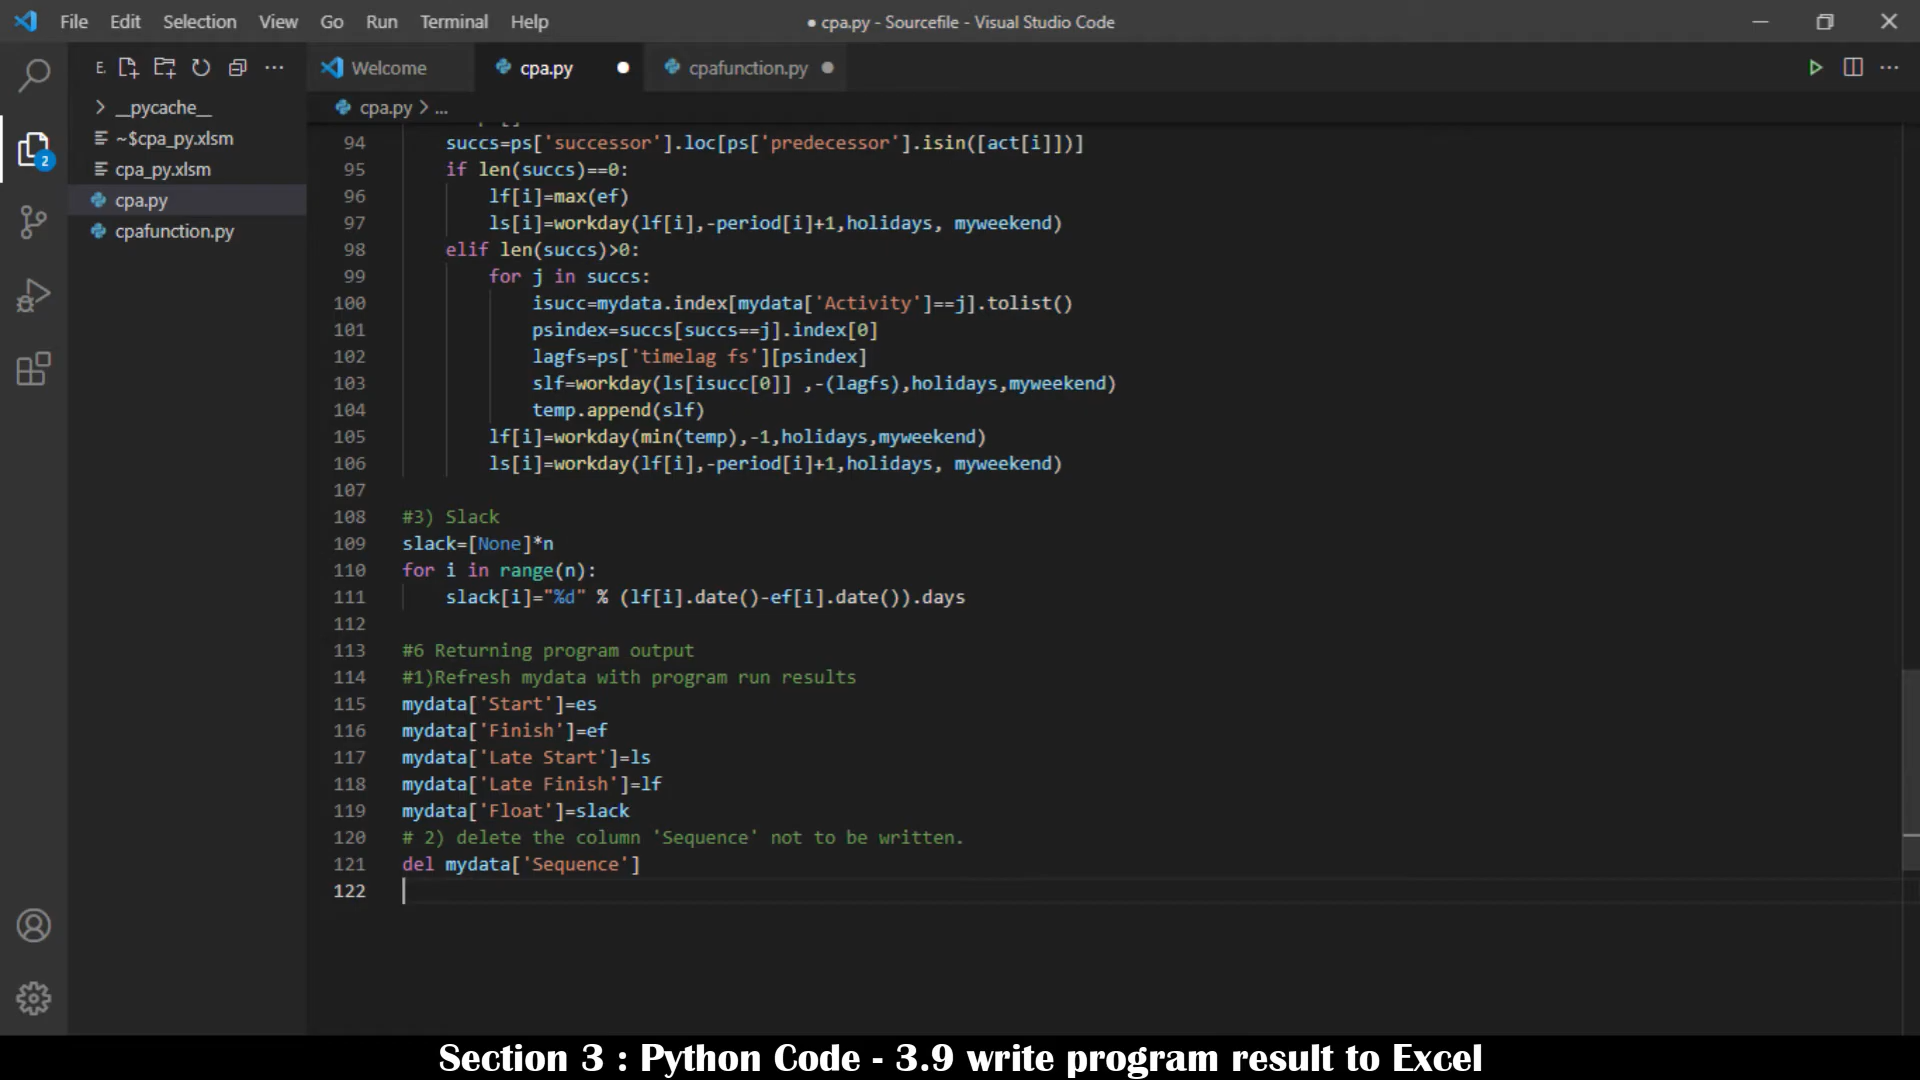 File Edit Selection View Go Run Terminal Help
● cpa.py - Sourcefile - Visual Studio Code
E.
Welcome
cpa.py
cpafunction.py
__pycache__
~$cpa_py.xlsm
cpa_py.xlsm
cpa.py
cpafunction.py
2
cpa.py > ...
94 succs=ps['successor'].loc[ps['predecessor'].isin([act[i]])]
95 if len(succs)==0:
96 lf[i]=max(ef)
97 ls[i]=workday(lf[i],-period[i]+1,holidays, myweekend)
98 elif len(succs)>0:
99 for j in succs:
100 isucc=mydata.index[mydata['Activity']==j].tolist()
101 psindex=succs[succs==j].index[0]
102 lagfs=ps['timelag fs'][psindex]
103 slf=workday(ls[isucc[0]] ,-(lagfs),holidays,myweekend)
104 temp.append(slf)
105 lf[i]=workday(min(temp),-1,holidays,myweekend)
106 ls[i]=workday(lf[i],-period[i]+1,holidays, myweekend)
107
108 #3) Slack
109 slack=[None]*n
110 for i in range(n):
111 slack[i]="%d" % (lf[i].date()-ef[i].date()).days
112
113 #6 Returning program output
114 #1)Refresh mydata with program run results
115 mydata['Start']=es
116 mydata['Finish']=ef
117 mydata['Late Start']=ls
118 mydata['Late Finish']=lf
119 mydata['Float']=slack
120 # 2) delete the column 'Sequence' not to be written.
121 del mydata['Sequence']
122
Section 3 : Python Code - 3.9 write program result to Excel